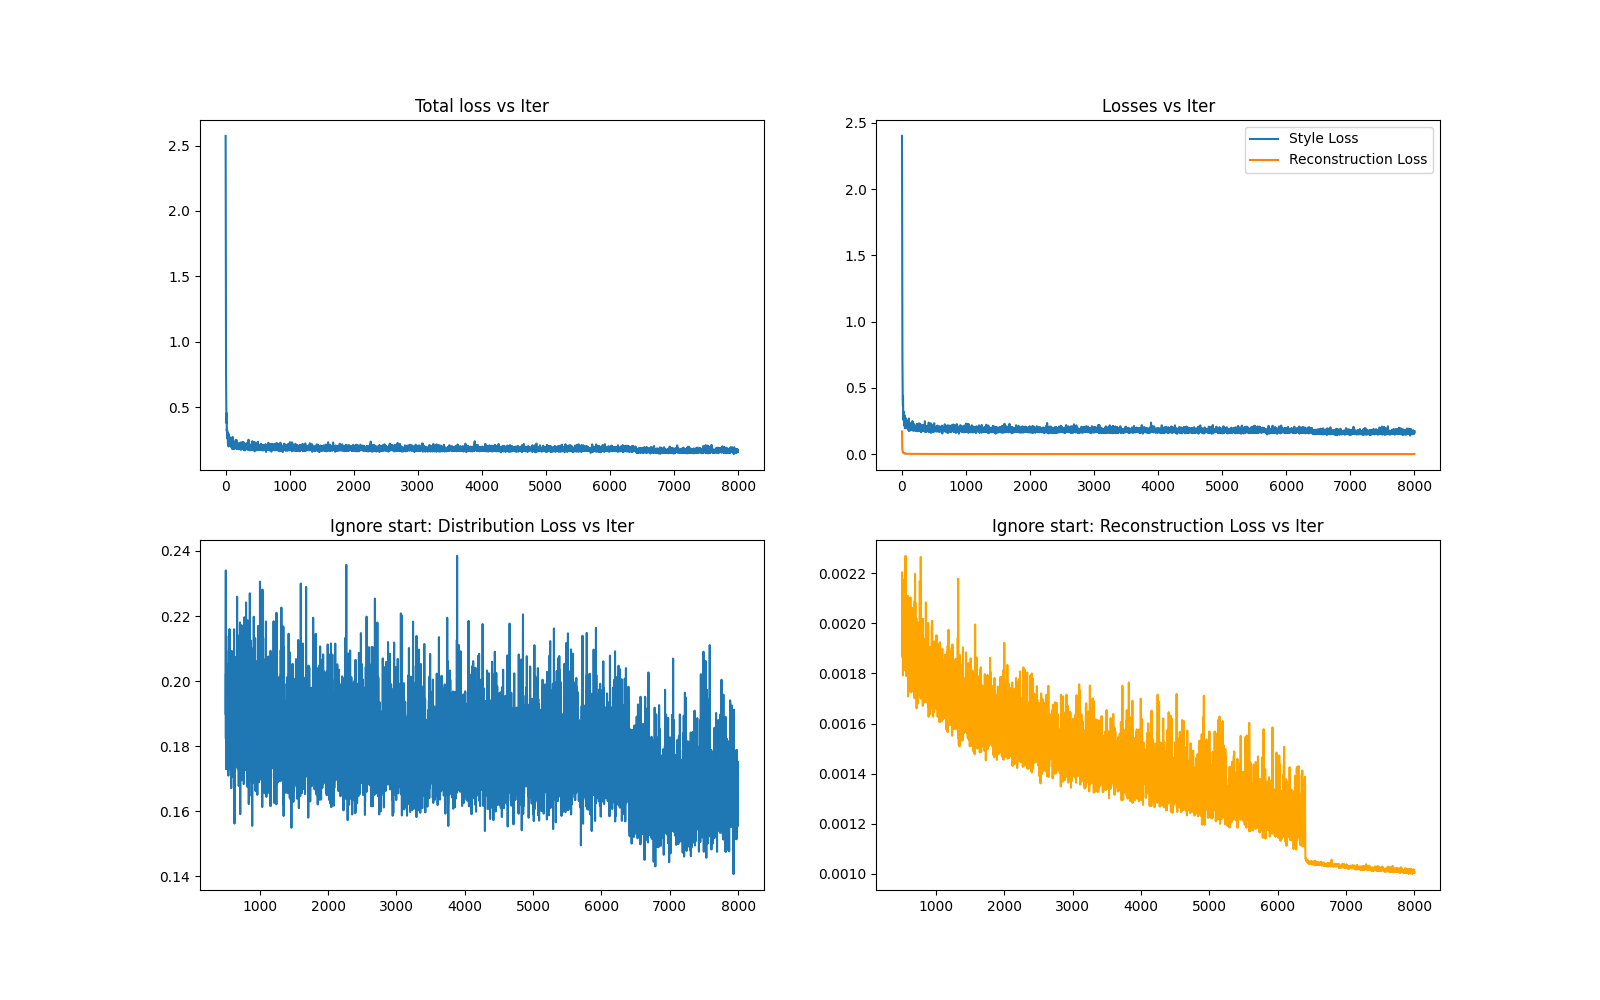 Total loss vs Iter
2.5
2.0
1.5
1.0
0.5
0 1000 2000 3000 4000 5000 6000 7000 8000
Losses vs Iter
Style Loss
Reconstruction Loss
2.5
2.0
1.5
1.0
0.5
0.0
0 1000 2000 3000 4000 5000 6000 7000 8000
Ignore start: Distribution Loss vs Iter
0.24
0.22
0.20
0.18
0.16
0.14
1000 2000 3000 4000 5000 6000 7000 8000
Ignore start: Reconstruction Loss vs Iter
0.0022
0.0020
0.0018
0.0016
0.0014
0.0012
0.0010
1000 2000 3000 4000 5000 6000 7000 8000